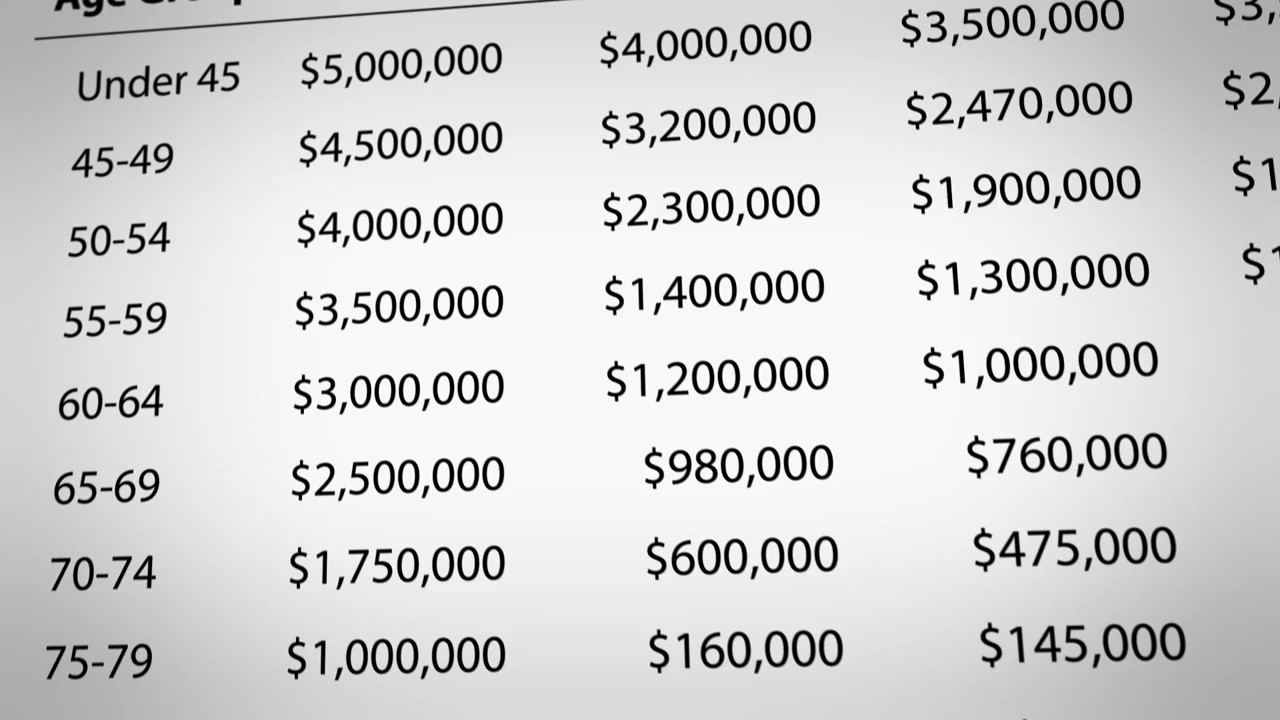 Under 45 $5,000,000 $4,000,000 $3,500,000
45-49 $4,500,000 $3,200,000 $2,470,000
50-54 $4,000,000 $2,300,000 $1,900,000
55-59 $3,500,000 $1,400,000 $1,300,000
60-64 $3,000,000 $1,200,000 $1,000,000
65-69 $2,500,000 $980,000 $760,000
70-74 $1,750,000 $600,000 $475,000
75-79 $1,000,000 $160,000 $145,000